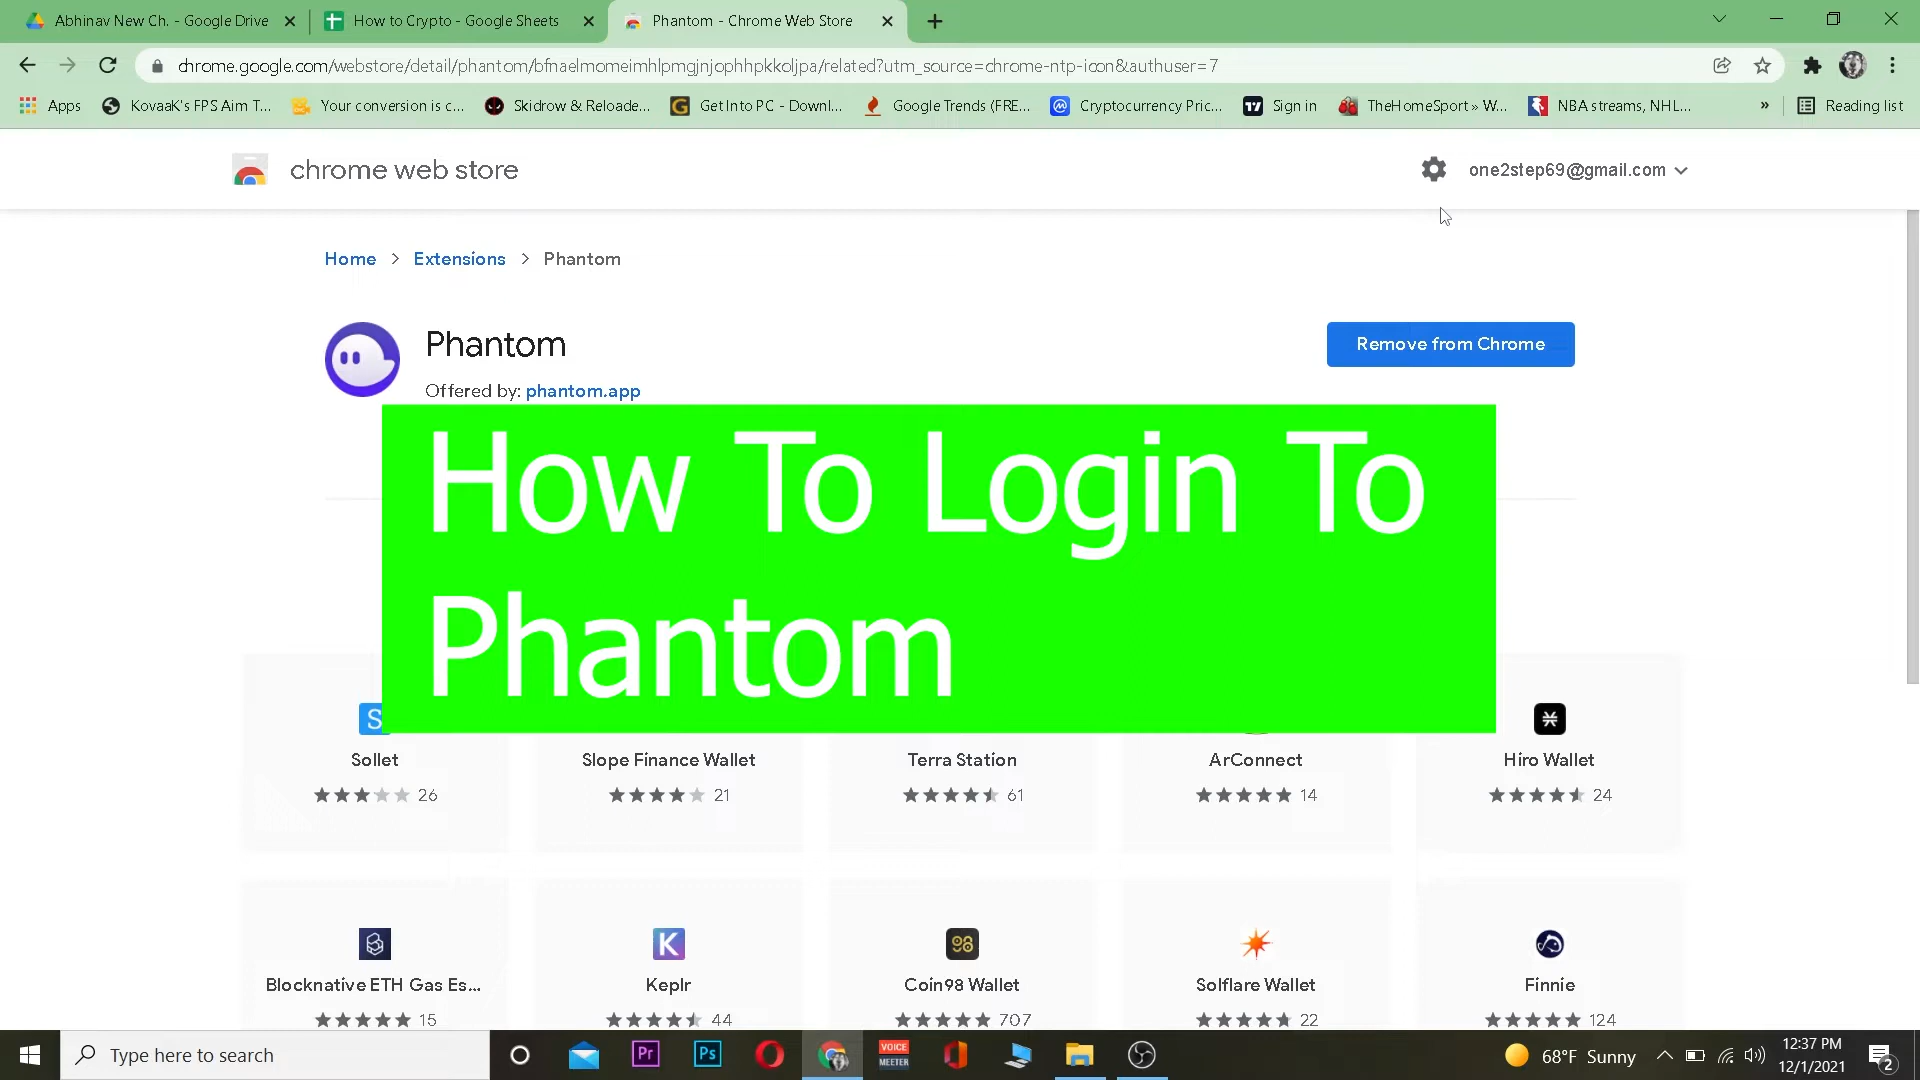 Abhinav New Ch. - Google Drive
How to Crypto - Google Sheets
Phantom - Chrome Web Store
chrome.google.com/webstore/detail/phantom/bfnaelmomeimhlpmgjnjophhpkkoljpa/related?utm_source=chrome-ntp-icon&authuser=7
Apps
KovaaK's FPS Aim T...
Your conversion is c...
Skidrow & Reloade...
Get Into PC - Downl...
Google Trends (FRE...
Cryptocurrency Pric...
Sign in
TheHomeSport » W...
NBA streams, NHL...
»
Reading list
chrome web store
one2step69@gmail.com
Home > Extensions > Phantom
Phantom
Remove from Chrome
Offered by: phantom.app
How To Login To
Phantom
S
Sollet
Slope Finance Wallet
Terra Station
ArConnect
Hiro Wallet
26
21
61
14
24
K
98
Blocknative ETH Gas Es...
Keplr
Coin98 Wallet
Solflare Wallet
Finnie
15
44
707
22
124
Type here to search
Pr
Ps
VOICE
MEETER
68°F Sunny
12:37 PM
12/1/2021
2